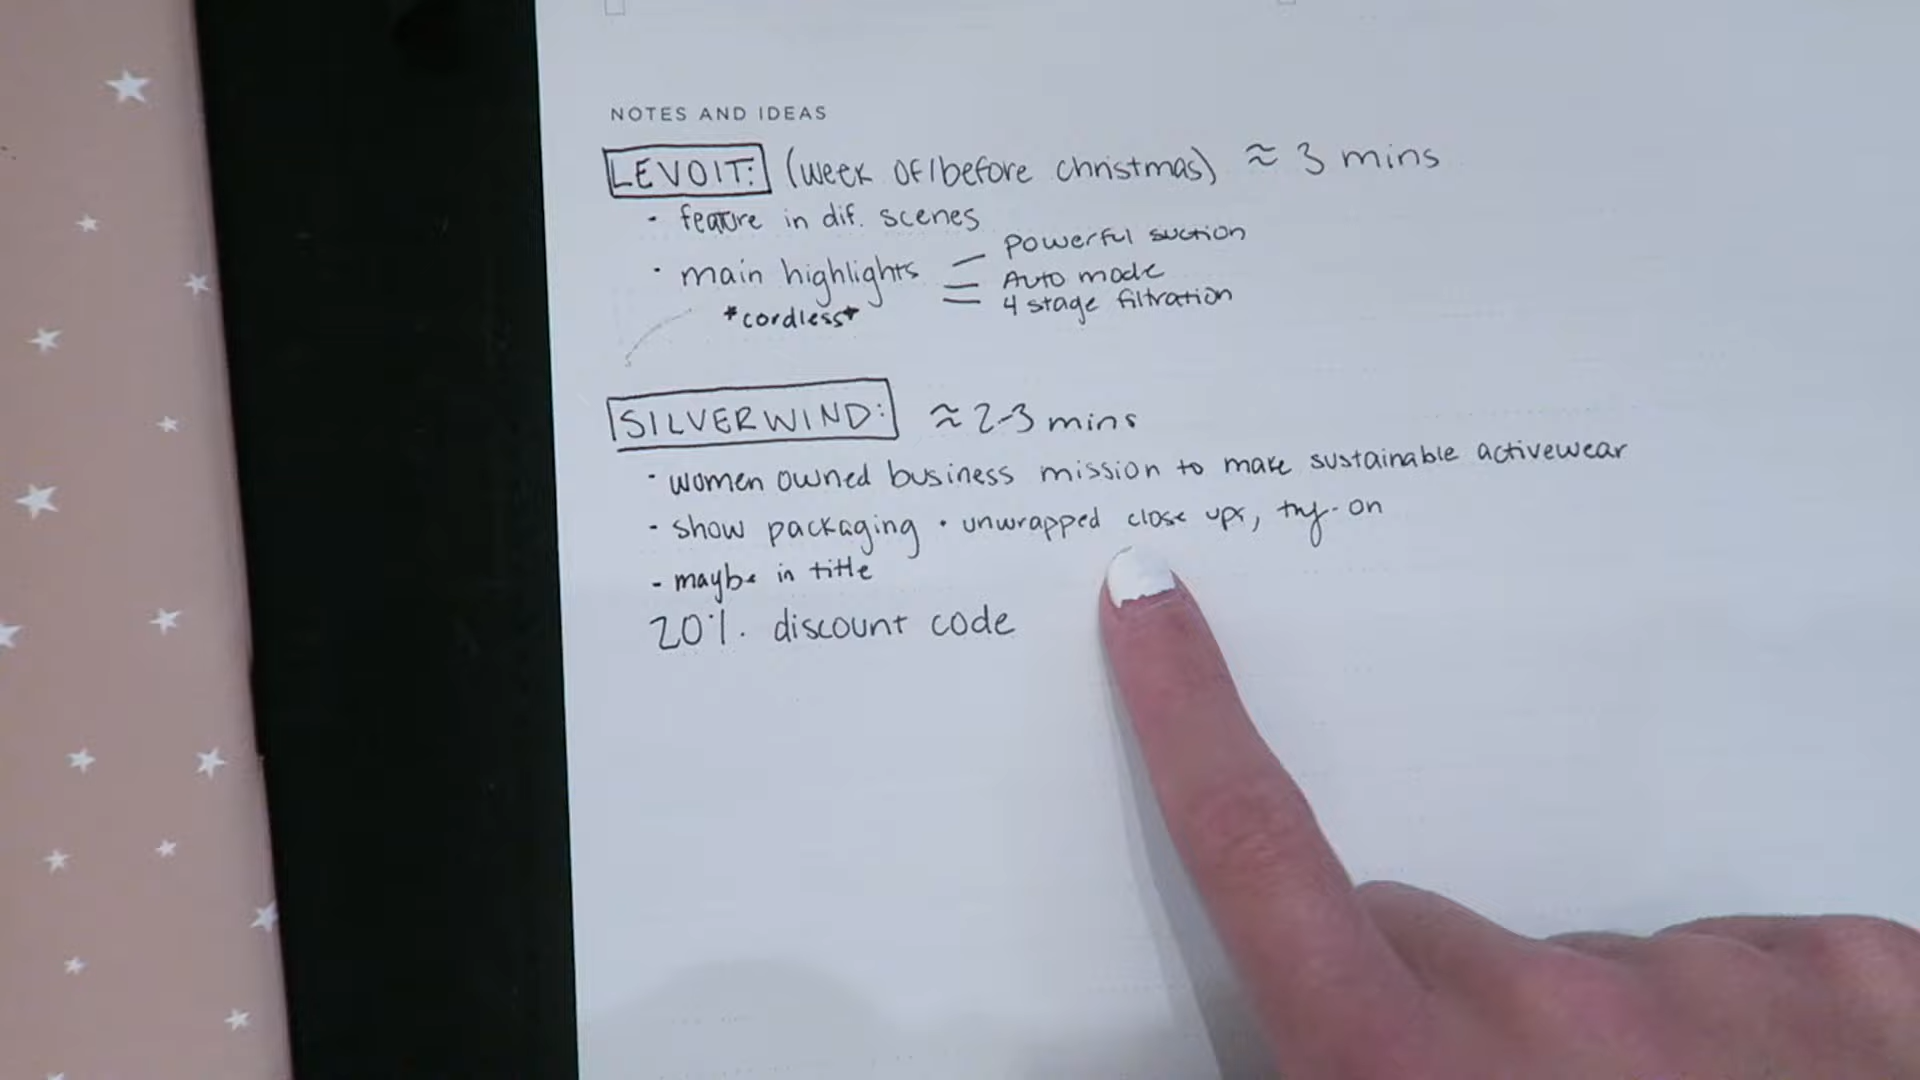 NOTES AND IDEAS
LEVOIT: (week of/before christmas) ≈ 3 mins
· feature in dif. scenes
· main highlights
- powerful suction
- Auto mode
- 4 stage filtration
*cordless*
SILVERWIND: ≈ 2-3 mins
· women owned business mission to make sustainable activewear
- show packaging · unwrapped close ups, try-on
- maybe in title
20% discount code